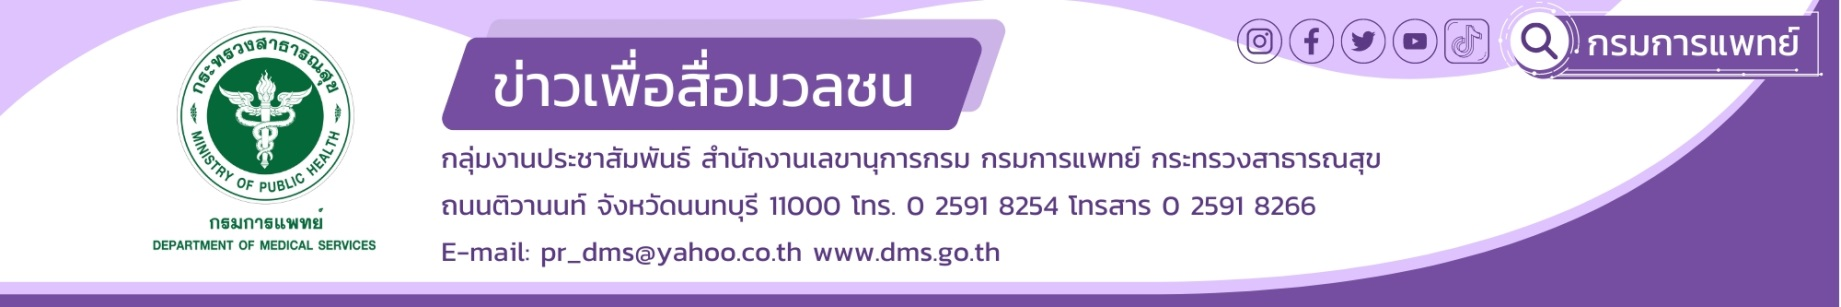 กระทรวงสาธารณสุข
MINISTRY OF PUBLIC HEALTH
กรมการแพทย์
DEPARTMENT OF MEDICAL SERVICES
ข่าวเพื่อสื่อมวลชน
กรมการแพทย์
กลุ่มงานประชาสัมพันธ์ สำนักงานเลขานุการกรม กรมการแพทย์ กระทรวงสาธารณสุข
ถนนติวานนท์ จังหวัดนนทบุรี 11000 โทร. 0 2591 8254 โทรสาร 0 2591 8266
E-mail: pr_dms@yahoo.co.th www.dms.go.th